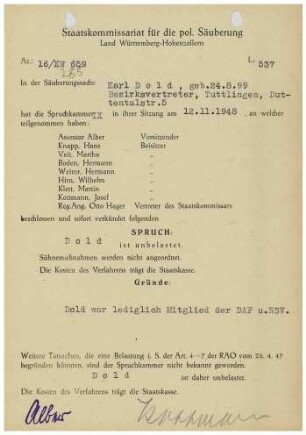 Staatskommissariat für die pol. Säuberung
Land Württemberg-Hohenzollern
Az.: 16/KW 659
265
L: 537
In der Säuberungssache: Karl Dold, geb.24.8.99
Bezirksvertreter, Tuttlingen, Dut-
tentalstr.5
hat die Spruchkammer IX in ihrer Sitzung am 12.11.1948 , an welcher
teilgenommen haben:
Assessor Alber Vorsitzender
Knapp, Hans Beisitzer
Veit, Martha "
Boden, Hermann "
Hermann "
Hirn, Wilhelm "
Klett, Martin "
Josef "
Reg.Ang. Otto Hager Vertreter des Staatskommissars
beschlossen und sofort verkündet folgenden
SPRUCH:
Dold
ist unbelastet.
Sühnemaßnahmen werden nicht angeordnet.
Die Kosten des Verfahrens trägt die Staatskasse.
Gründe:
Dold war lediglich Mitglied der DAF u.NSV.
Weitere Tatsachen, die eine Belastung i. S. der Art. 4–7 der RAO vom 25. 4. 47
begründen könnten, sind der Spruchkammer nicht bekannt geworden.
Dold ist daher unbelastet.
Die Kosten des Verfahrens trägt die Staatskasse.
Alber